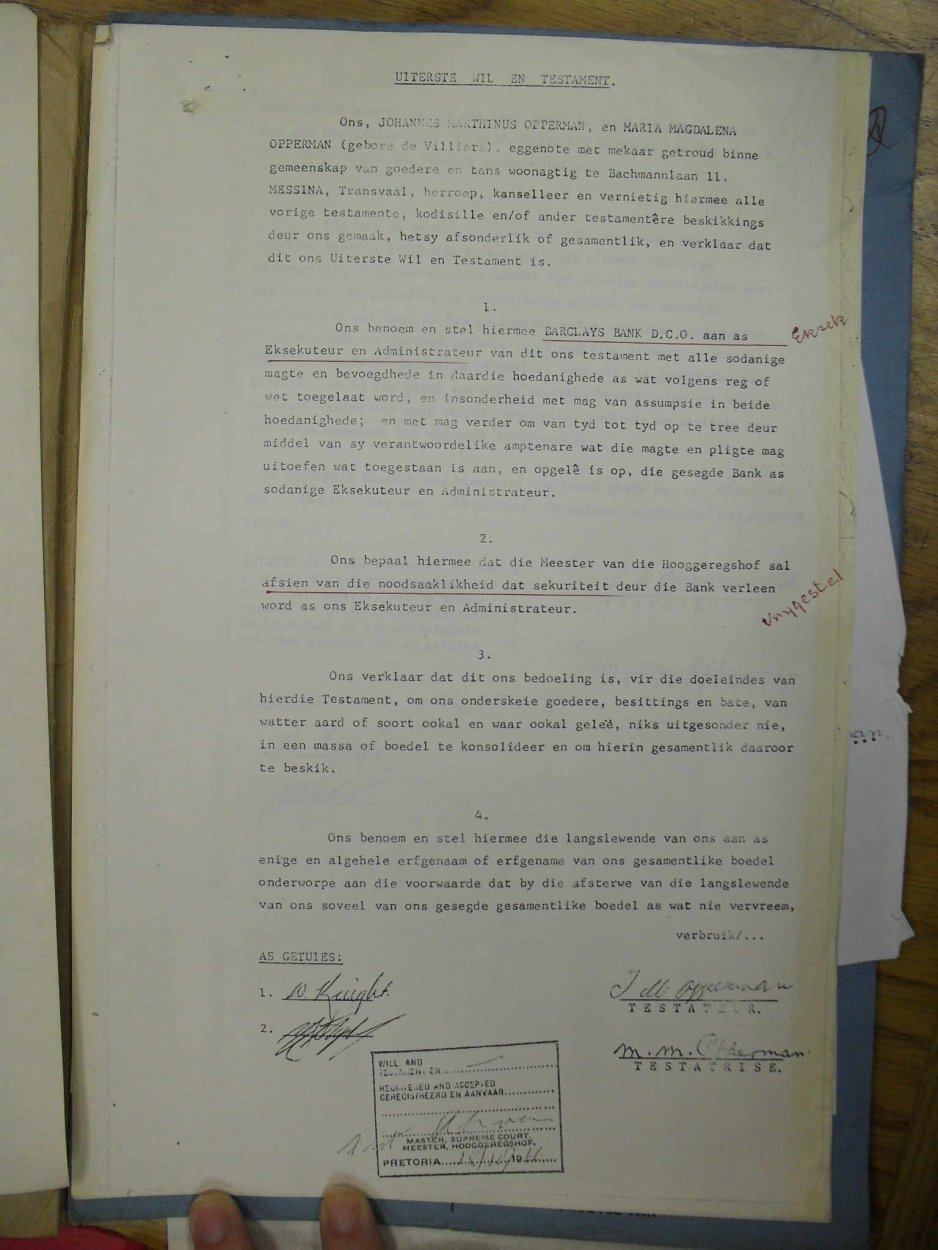 UITERSTE WIL EN TESTAMENT.
Ons, JOHANNES MARTHINUS OPPERMAN, en MARIA MAGDALENA
OPPERMAN (gebore de Villiers), eggenote met mekaar getroud binne
gemeenskap van goedere en tans woonagtig te Bachmannlaan 11,
MESSINA, Transvaal, herroep, kanselleer en vernietig hiermee alle
vorige testamente, kodisille en/of ander testamentêre beskikkings
deur ons gemaak, hetsy afsonderlik of gesamentlik, en verklaar dat
dit ons Uiterste Wil en Testament is.
1.
Ons benoem en stel hiermee BARCLAYS BANK D.C.O. aan as
Eksek
Eksekuteur en Administrateur van dit ons testament met alle sodanige
magte en bevoegdhede in daardie hoedanighede as wat volgens reg of
wet toegelaat word, en insonderheid met mag van assumpsie in beide
hoedanighede; en met mag verder om van tyd tot tyd op te tree deur
middel van sy verantwoordelike amptenare wat die magte en pligte mag
uitoefen wat toegestaan is aan, en opgelê is op, die gesegde Bank as
sodanige Eksekuteur en Administrateur.
2.
Ons bepaal hiermee dat die Meester van die Hooggeregshof sal
afsien van die noodsaaklikheid dat sekuriteit deur die Bank verleen
vrygestel
word as ons Eksekuteur en Administrateur.
3.
Ons verklaar dat dit ons bedoeling is, vir die doeleindes van
hierdie Testament, om ons onderskeie goedere, besittings en bate, van
watter aard of soort ookal en waar ookal geleë, niks uitgesonder nie,
in een massa of boedel te konsolideer en om hierin gesamentlik daaroor
te beskik.
4.
Ons benoem en stel hiermee die langslewende van ons aan as
enige en algehele erfgenaam of erfgename van ons gesamentlike boedel
onderworpe aan die voorwaarde dat by die afsterwe van die langslewende
van ons soveel van ons gesegde gesamentlike boedel as wat nie vervreem,
verbruik/...
AS GETUIES:
1. W. Knight.
2.
J M Opperman
TESTATEUR.
M. M. Opperman
TESTATRISE.
WILL AND
TESTAMENT EN
REGISTERED AND ACCEPTED
GEREGISTREERD EN AANVAAR
MASTER, SUPREME COURT,
MEESTER, HOOGGEREGSHOF,
PRETORIA